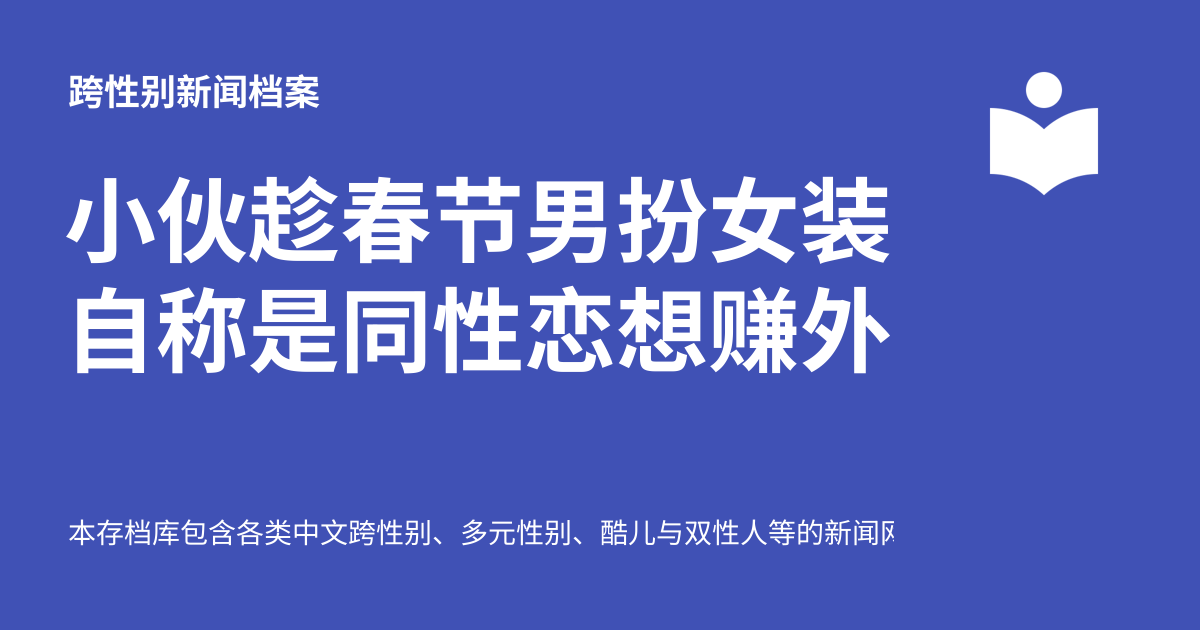 跨性别新闻档案
小伙趁春节男扮女装
自称是同性恋想赚外
本存档库包含各类中文跨性别、多元性别、酷儿与双性人等的新闻